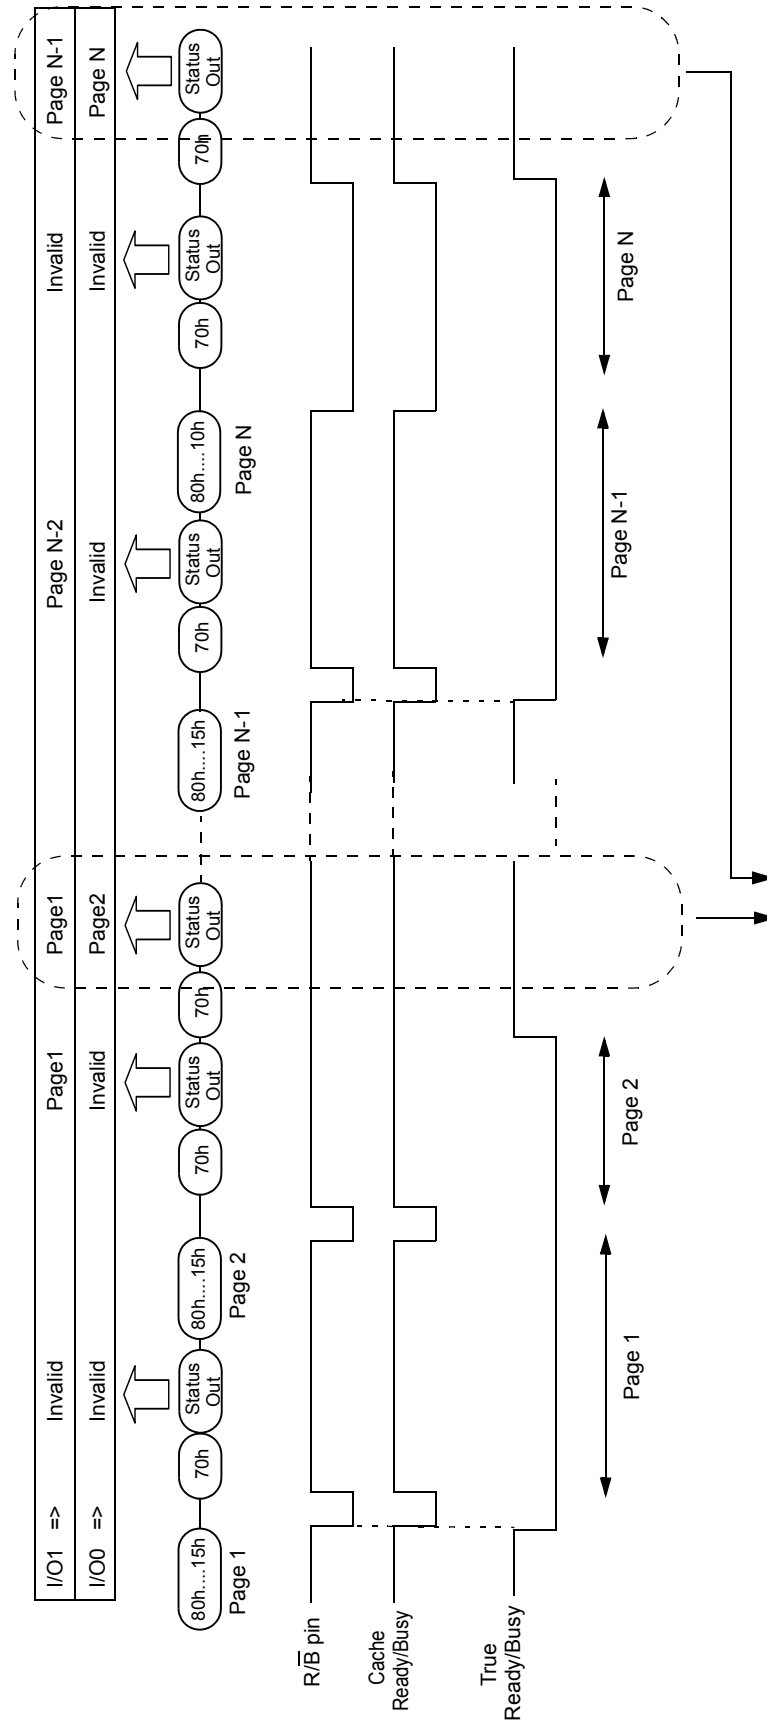 I/O1 => Invalid Page1 Page1 Page N-2 Invalid Page N-1
I/O0 => Invalid Invalid Page2 Invalid Invalid Page N
80h....15h 70h Status Out 80h....15h 70h Status Out 70h Status Out 80h....15h 70h Status Out 80h....10h 70h Status Out 70h Status Out
Page 1 Page 2 Page N-1 Page N
R/B̅ pin
Cache Ready/Busy
True Ready/Busy
Page 1 Page 2 Page N-1 Page N